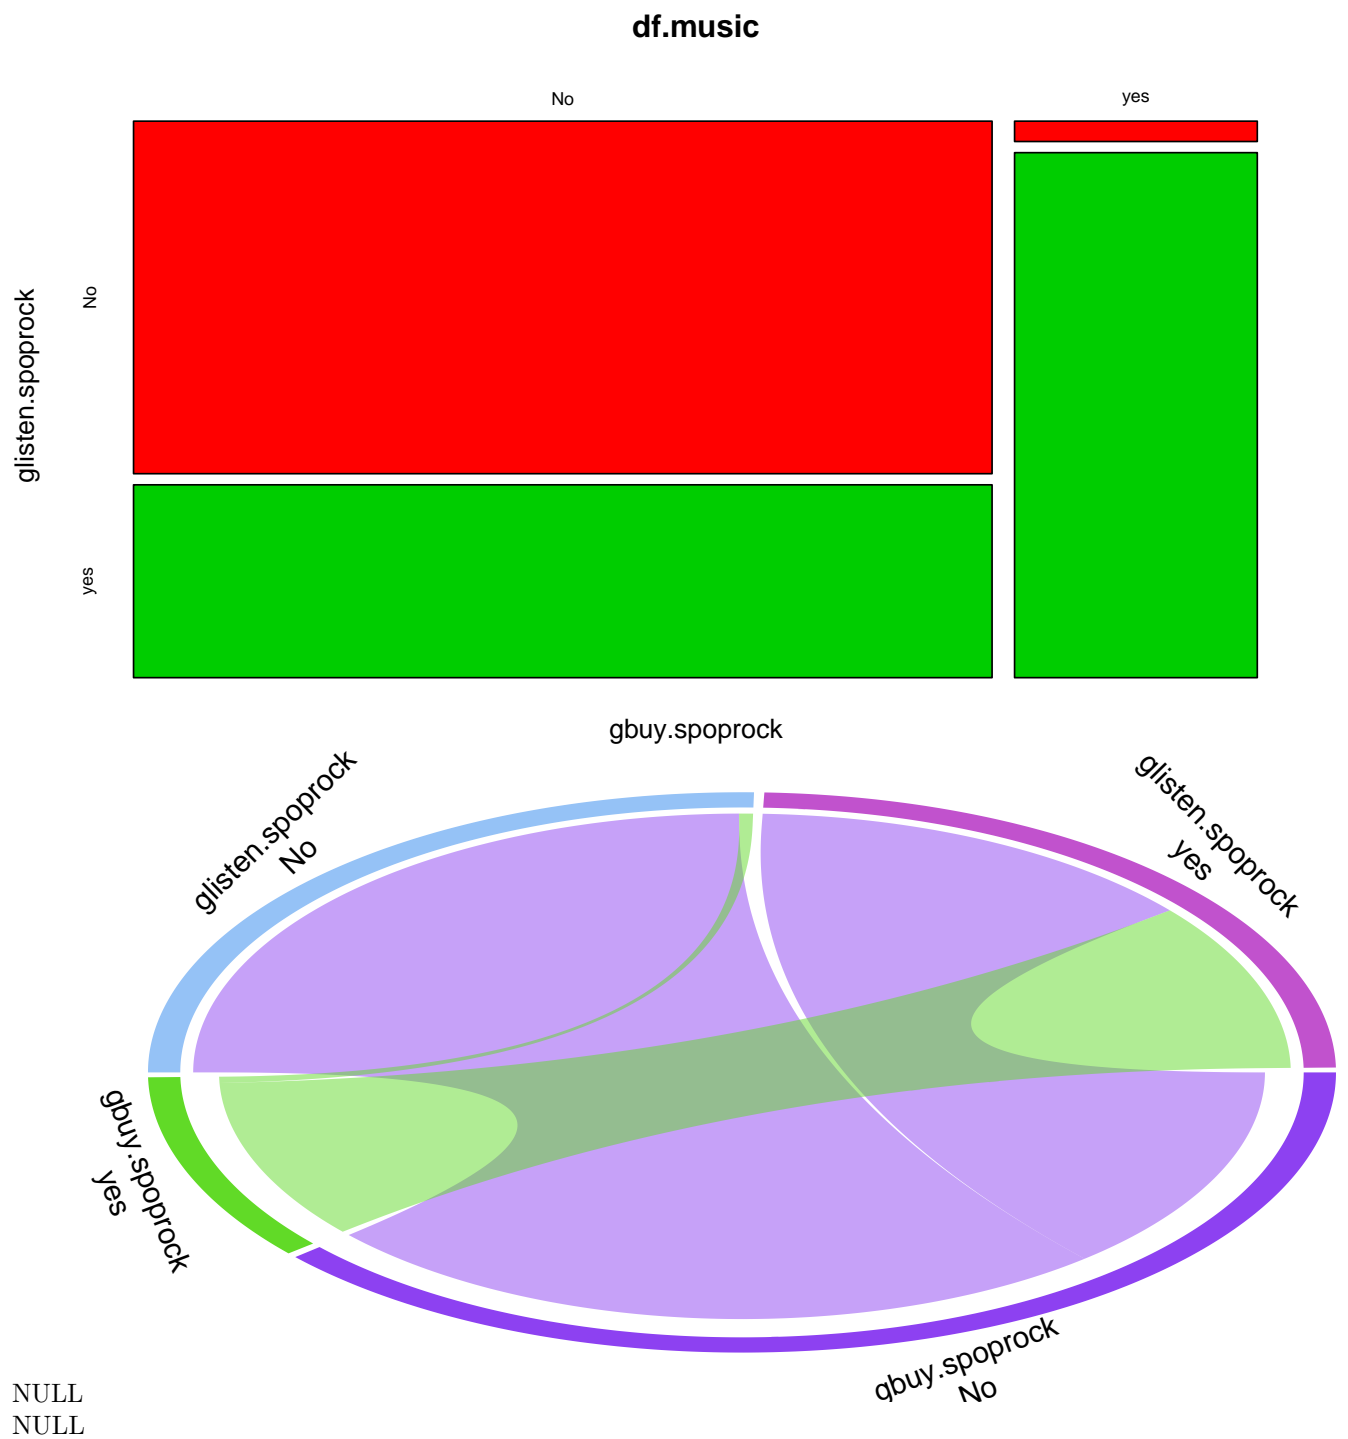 df.music
No
yes
glisten.spoprock
No
yes
gbuy.spoprock
glisten.spoprock
No
glisten.spoprock
yes
gbuy.spoprock
yes
gbuy.spoprock
No
NULL
NULL